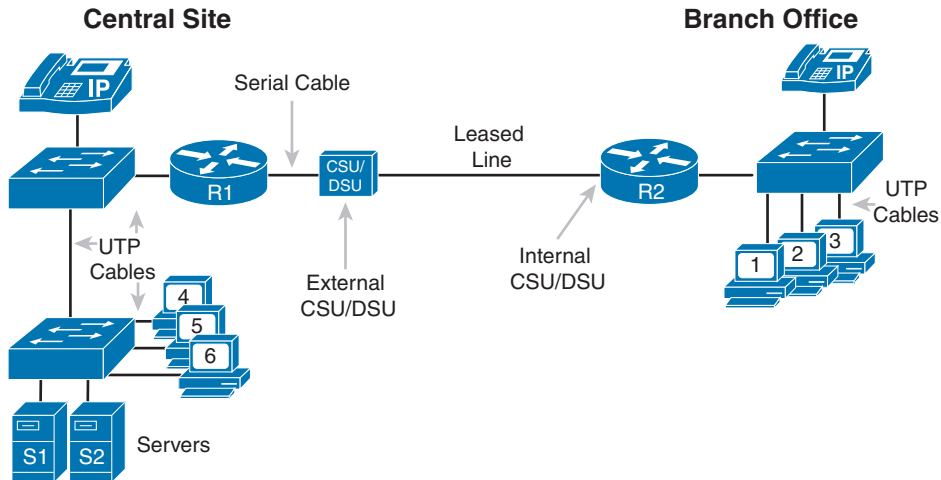 Central Site
Branch Office
IP
IP
Serial Cable
Leased
Line
CSU/
DSU
R1
R2
UTP
Cables
UTP
Cables
1
2
3
External
CSU/DSU
Internal
CSU/DSU
4
5
6
S1
S2
Servers